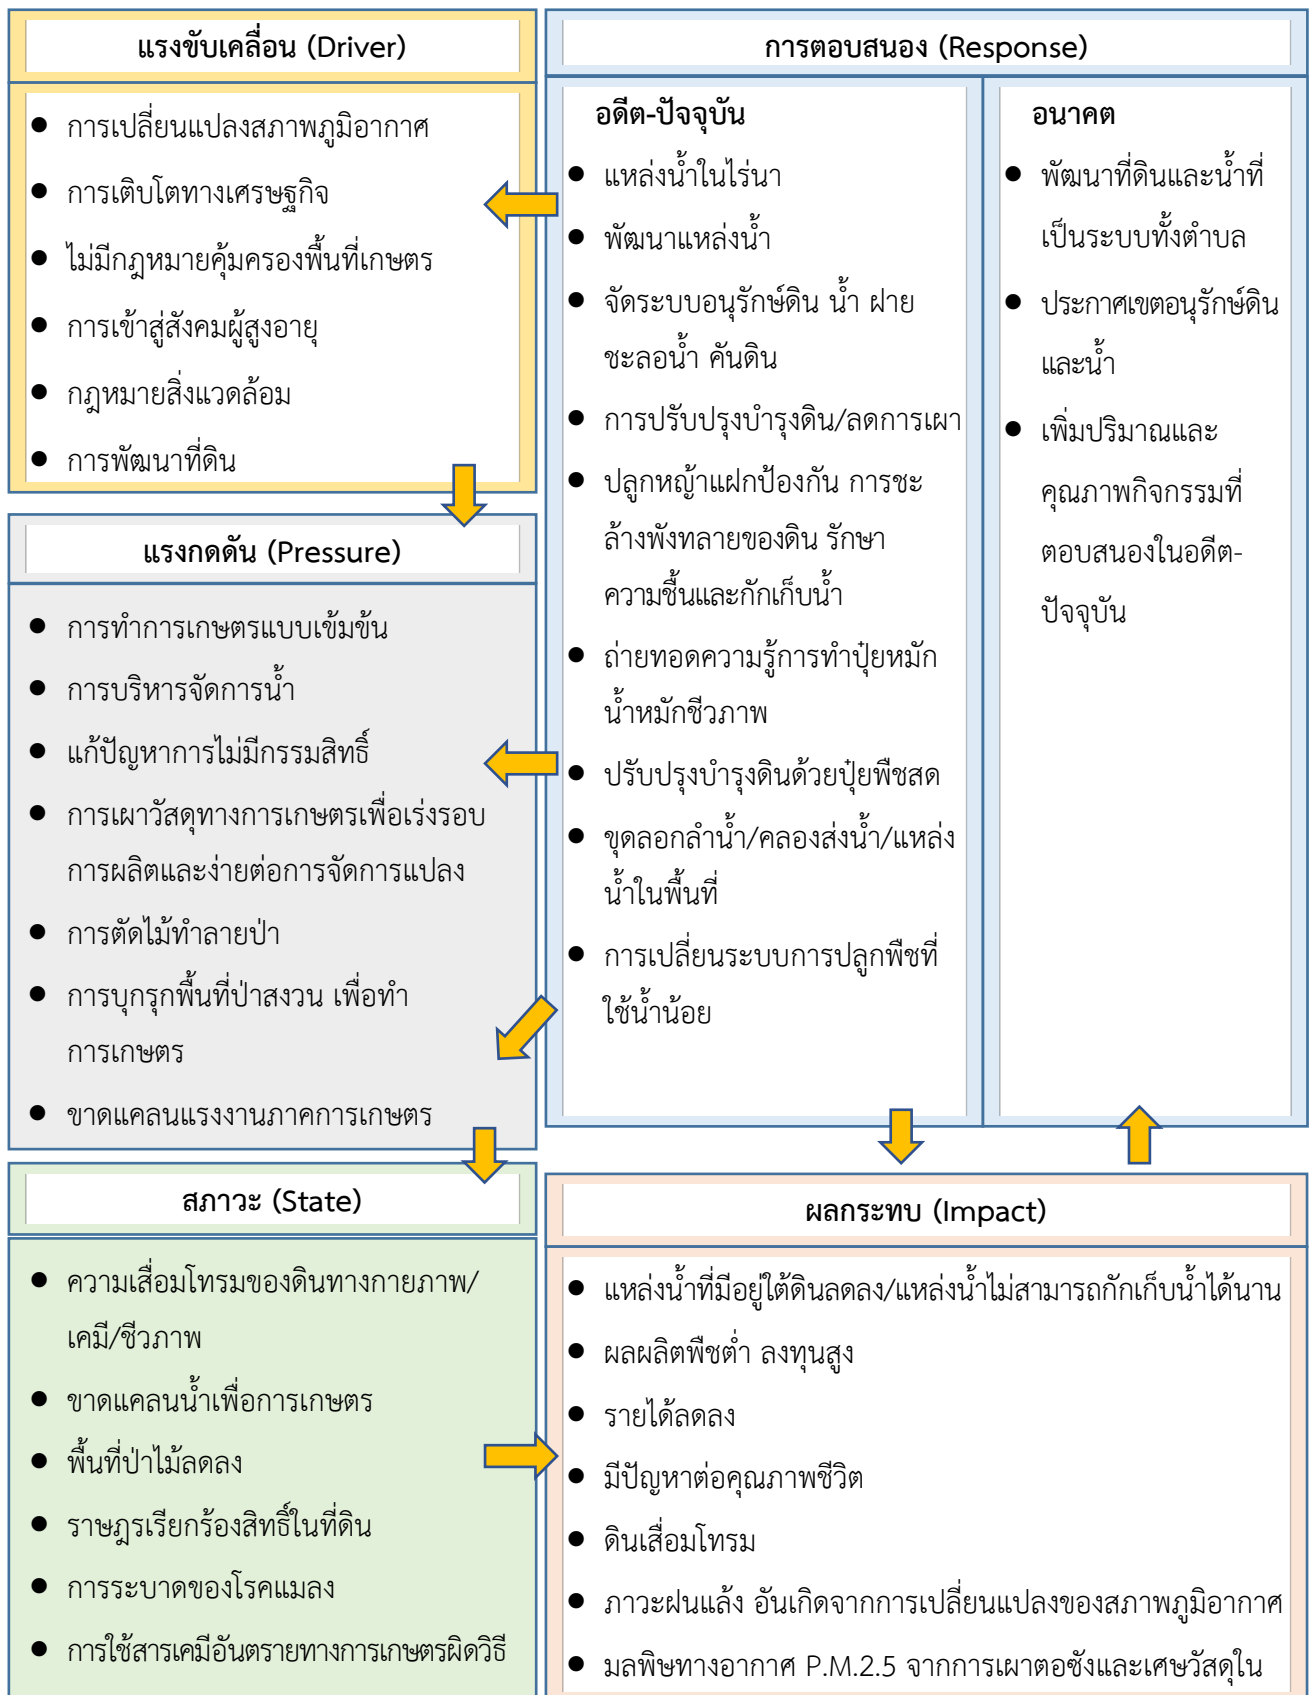 แรงขับเคลื่อน (Driver)
● การเปลี่ยนแปลงสภาพภูมิอากาศ
● การเติบโตทางเศรษฐกิจ
● ไม่มีกฎหมายคุ้มครองพื้นที่เกษตร
● การเข้าสู่สังคมผู้สูงอายุ
● กฎหมายสิ่งแวดล้อม
● การพัฒนาที่ดิน
แรงกดดัน (Pressure)
● การทำการเกษตรแบบเข้มข้น
● การบริหารจัดการน้ำ
● แก้ปัญหาการไม่มีกรรมสิทธิ์
● การเผาวัสดุทางการเกษตรเพื่อเร่งรอบ
การผลิตและง่ายต่อการจัดการแปลง
● การตัดไม้ทำลายป่า
● การบุกรุกพื้นที่ป่าสงวน เพื่อทำ
การเกษตร
● ขาดแคลนแรงงานภาคการเกษตร
สภาวะ (State)
● ความเสื่อมโทรมของดินทางกายภาพ/
เคมี/ชีวภาพ
● ขาดแคลนน้ำเพื่อการเกษตร
● พื้นที่ป่าไม้ลดลง
● ราษฎรเรียกร้องสิทธิ์ในที่ดิน
● การระบาดของโรคแมลง
● การใช้สารเคมีอันตรายทางการเกษตรผิดวิธี
การตอบสนอง (Response)
อดีต-ปัจจุบัน
● แหล่งน้ำในไร่นา
● พัฒนาแหล่งน้ำ
● จัดระบบอนุรักษ์ดิน น้ำ ฝาย
ชะลอน้ำ คันดิน
● การปรับปรุงบำรุงดิน/ลดการเผา
● ปลูกหญ้าแฝกป้องกัน การชะ
ล้างพังทลายของดิน รักษา
ความชื้นและกักเก็บน้ำ
● ถ่ายทอดความรู้การทำปุ๋ยหมัก
น้ำหมักชีวภาพ
● ปรับปรุงบำรุงดินด้วยปุ๋ยพืชสด
● ขุดลอกลำน้ำ/คลองส่งน้ำ/แหล่ง
น้ำในพื้นที่
● การเปลี่ยนระบบการปลูกพืชที่
ใช้น้ำน้อย
อนาคต
● พัฒนาที่ดินและน้ำที่
เป็นระบบทั้งตำบล
● ประกาศเขตอนุรักษ์ดิน
และน้ำ
● เพิ่มปริมาณและ
คุณภาพกิจกรรมที่
ตอบสนองในอดีต-
ปัจจุบัน
ผลกระทบ (Impact)
● แหล่งน้ำที่มีอยู่ใต้ดินลดลง/แหล่งน้ำไม่สามารถกักเก็บน้ำได้นาน
● ผลผลิตพืชต่ำ ลงทุนสูง
● รายได้ลดลง
● มีปัญหาต่อคุณภาพชีวิต
● ดินเสื่อมโทรม
● ภาวะฝนแล้ง อันเกิดจากการเปลี่ยนแปลงของสภาพภูมิอากาศ
● มลพิษทางอากาศ P.M.2.5 จากการเผาตอซังและเศษวัสดุใน